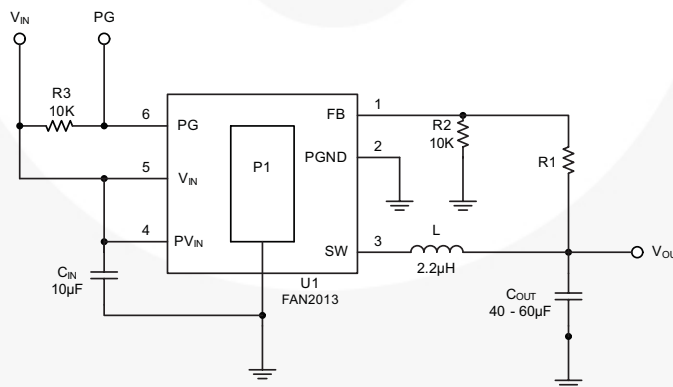 VIN PG
R3
10K
6 PG
5 VIN
4 PVIN
CIN
10µF
P1
U1
FAN2013
FB 1
PGND 2
SW 3
R2
10K
R1
L
2.2µH
VOU
COUT
40 - 60µF